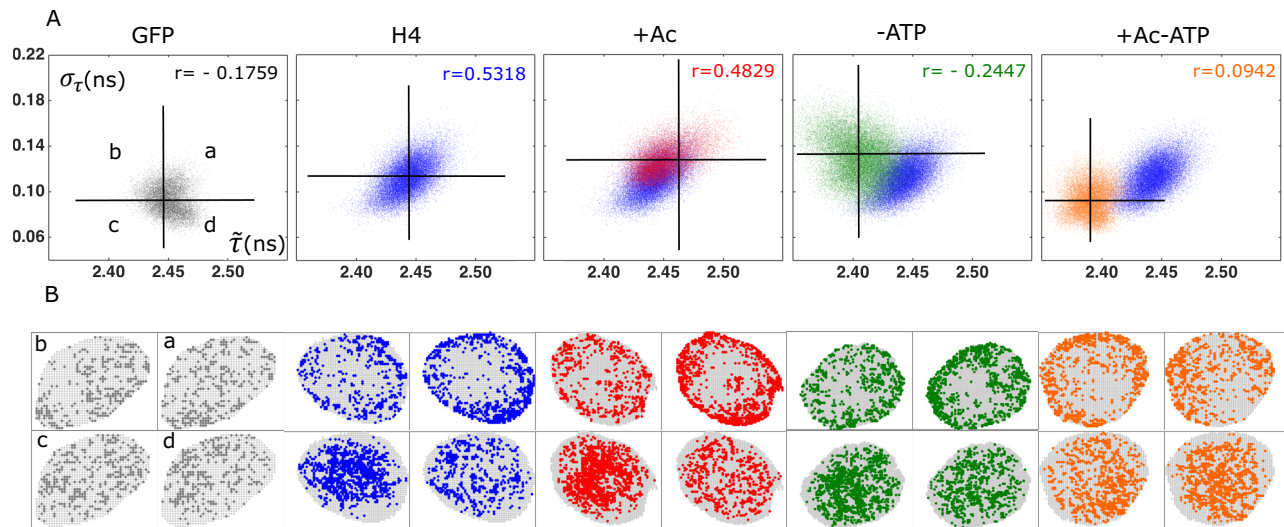 A
GFP
H4
+Ac
-ATP
+Ac-ATP
0.22
0.18
0.14
0.10
0.06
σ_τ(ns)
r= - 0.1759
b
a
c
d
τ̃(ns)
r=0.5318
r=0.4829
r= - 0.2447
r=0.0942
2.40 2.45 2.50
2.40 2.45 2.50
2.40 2.45 2.50
2.40 2.45 2.50
2.40 2.45 2.50
B
b
a
c
d